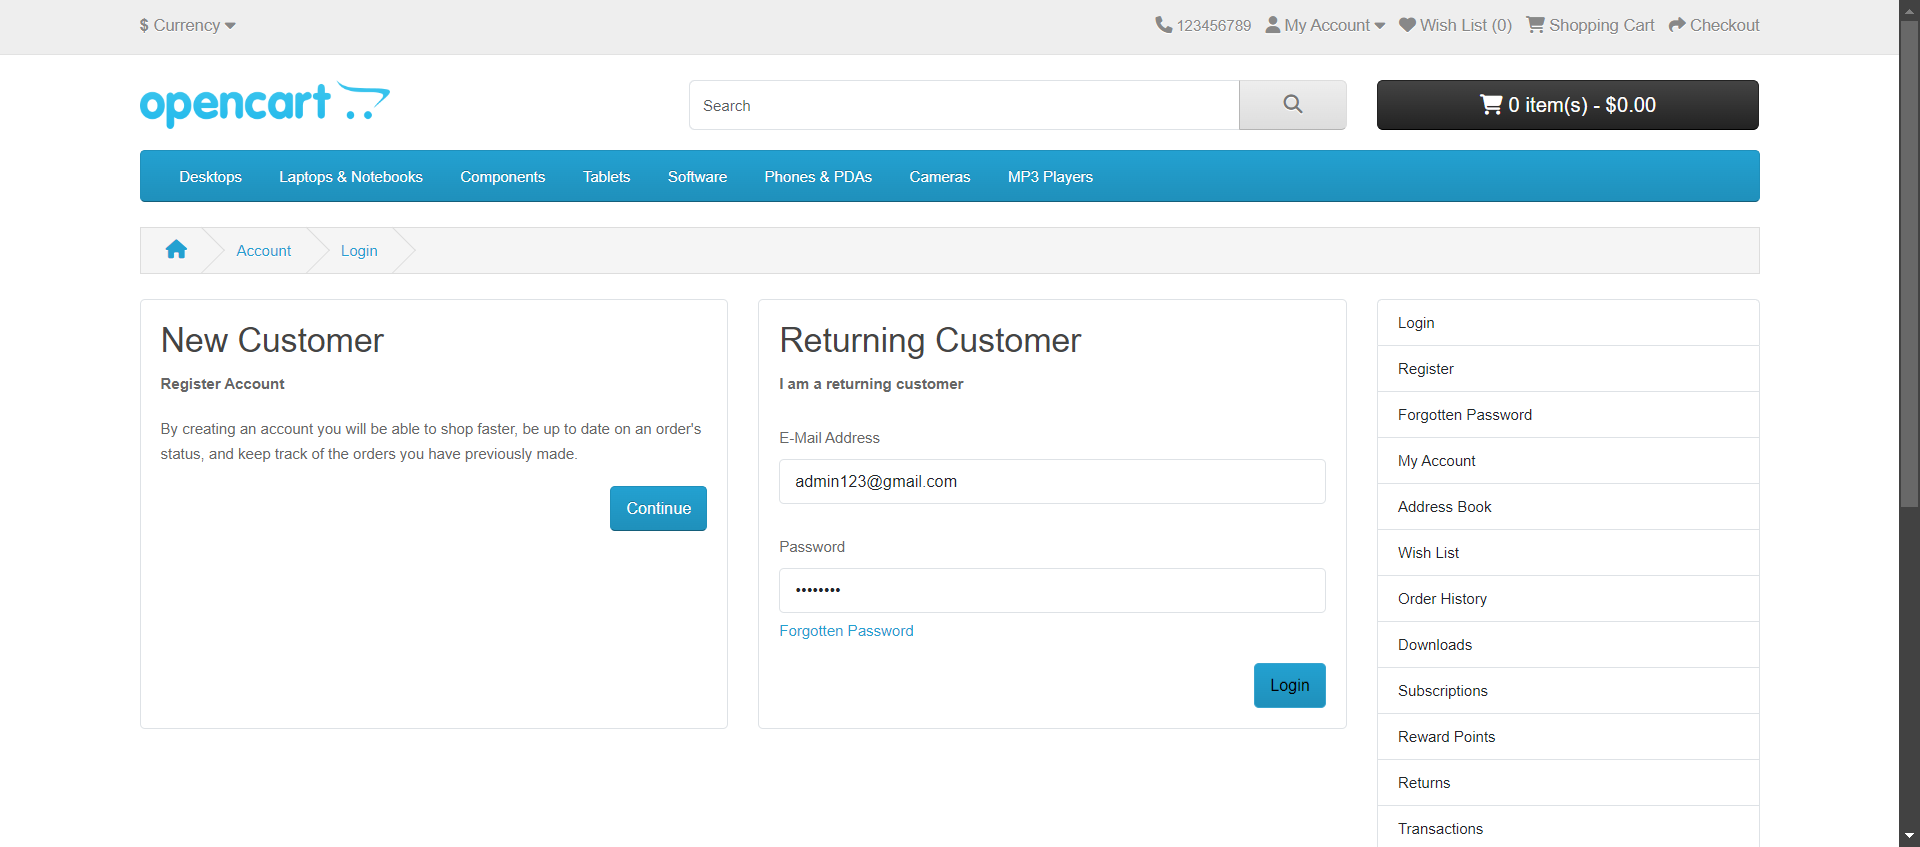 $ Currency
123456789 My Account Wish List (0) Shopping Cart Checkout
opencart
Search
0 item(s) - $0.00
Desktops Laptops & Notebooks Components Tablets Software Phones & PDAs Cameras MP3 Players
Account Login
New Customer
Register Account
By creating an account you will be able to shop faster, be up to date on an order's
status, and keep track of the orders you have previously made.
Continue
Returning Customer
I am a returning customer
E-Mail Address
admin123@gmail.com
Password
••••••••
Forgotten Password
Login
Login
Register
Forgotten Password
My Account
Address Book
Wish List
Order History
Downloads
Subscriptions
Reward Points
Returns
Transactions